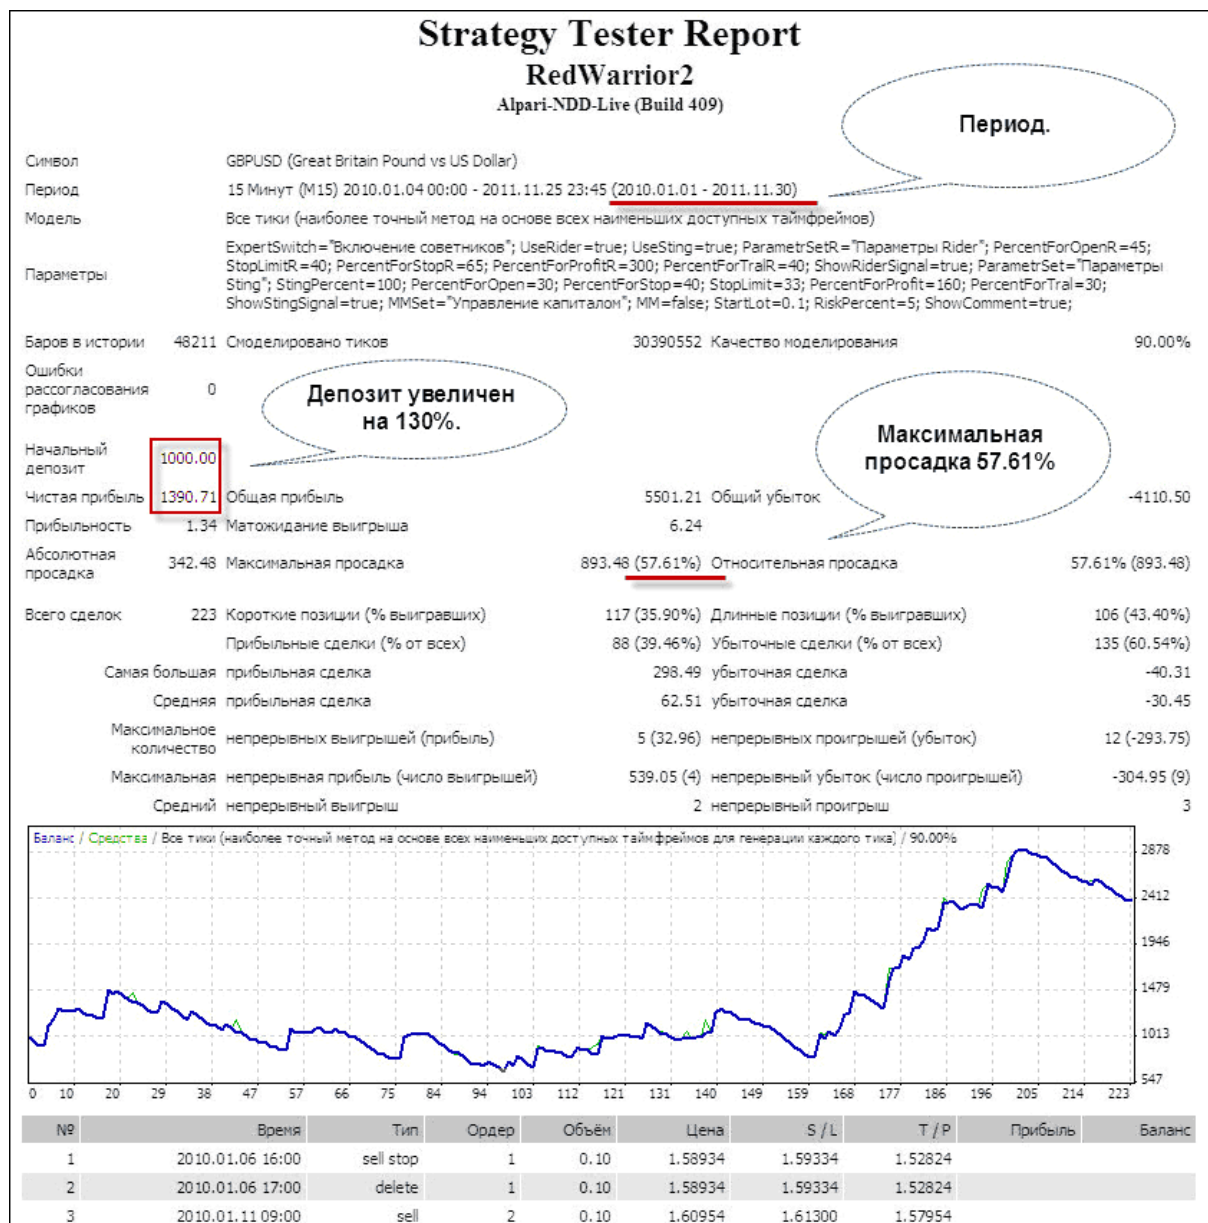 Strategy Tester Report
RedWarrior2
Alpari-NDD-Live (Build 409)
Период.
Символ GBPUSD (Great Britain Pound vs US Dollar)
Период 15 Минут (M15) 2010.01.04 00:00 - 2011.11.25 23:45 (2010.01.01 - 2011.11.30)
Модель Все тики (наиболее точный метод на основе всех наименьших доступных таймфреймов)
Параметры ExpertSwitch="Включение советников"; UseRider=true; UseSting=true; ParametrSetR="Параметры Rider"; PercentForOpenR=45;
StopLimitR=40; PercentForStopR=65; PercentForProfitR=300; PercentForTralR=40; ShowRiderSignal=true; ParametrSet="Параметры
Sting"; StingPercent=100; PercentForOpen=30; PercentForStop=40; StopLimit=33; PercentForProfit=160; PercentForTral=30;
ShowStingSignal=true; MMSet="Управление капиталом"; MM=false; StartLot=0.1; RiskPercent=5; ShowComment=true;
Баров в истории 48211 Смоделировано тиков 30390552 Качество моделирования 90.00%
Ошибки
рассогласования 0
графиков
Депозит увеличен
на 130%.
Максимальная
просадка 57.61%
Начальный
депозит 1000.00
Чистая прибыль 1390.71 Общая прибыль 5501.21 Общий убыток -4110.50
Прибыльность 1.34 Матожидание выигрыша 6.24
Абсолютная
просадка 342.48 Максимальная просадка 893.48 (57.61%) Относительная просадка 57.61% (893.48)
Всего сделок 223 Короткие позиции (% выигравших) 117 (35.90%) Длинные позиции (% выигравших) 106 (43.40%)
Прибыльные сделки (% от всех) 88 (39.46%) Убыточные сделки (% от всех) 135 (60.54%)
Самая большая прибыльная сделка 298.49 убыточная сделка -40.31
Средняя прибыльная сделка 62.51 убыточная сделка -30.45
Максимальное
количество непрерывных выигрышей (прибыль) 5 (32.96) непрерывных проигрышей (убыток) 12 (-293.75)
Максимальная непрерывная прибыль (число выигрышей) 539.05 (4) непрерывный убыток (число проигрышей) -304.95 (9)
Средний непрерывный выигрыш 2 непрерывный проигрыш 3
Баланс / Средства / Все тики (наиболее точный метод на основе всех наименьших доступных таймфреймов для генерации каждого тика) / 90.00%
2878
2412
1946
1479
1013
547
0 10 20 29 38 47 57 66 75 84 94 103 112 121 131 140 149 159 168 177 186 196 205 214 223
№ Время Тип Ордер Объём Цена S / L T / P Прибыль Баланс
1 2010.01.06 16:00 sell stop 1 0.10 1.58934 1.59334 1.52824
2 2010.01.06 17:00 delete 1 0.10 1.58934 1.59334 1.52824
3 2010.01.11 09:00 sell 2 0.10 1.60954 1.61300 1.57954